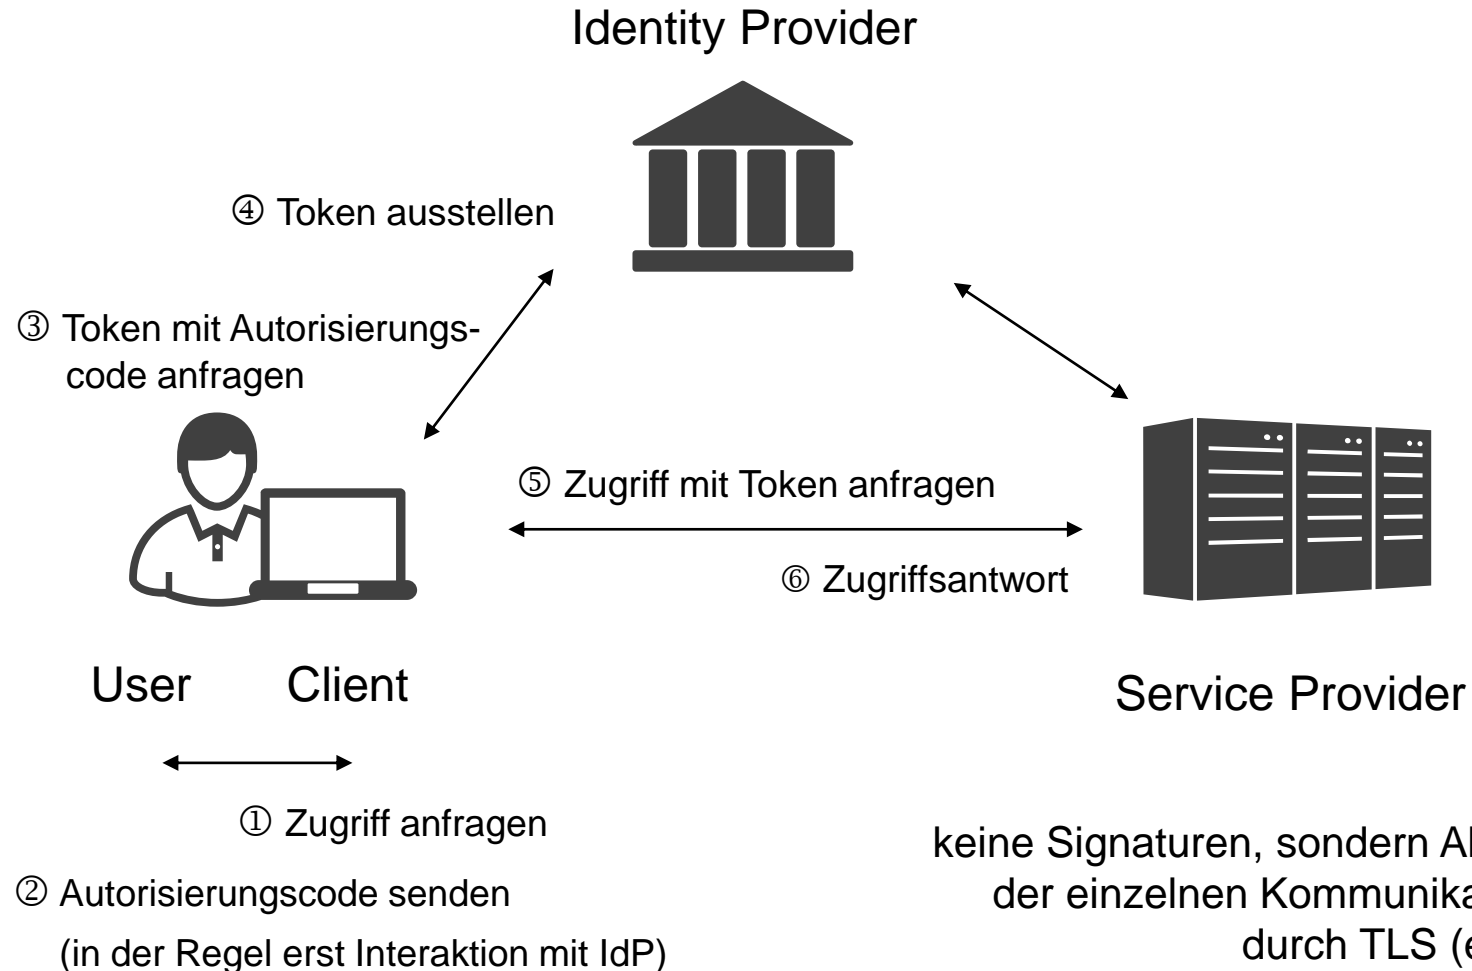 Identity Provider
④ Token ausstellen
③ Token mit Autorisierungs-
code anfragen
⑤ Zugriff mit Token anfragen
⑥ Zugriffsantwort
User Client
Service Provider
① Zugriff anfragen
② Autorisierungscode senden
(in der Regel erst Interaktion mit IdP)
keine Signaturen, sondern
der einzelnen
durch TLS